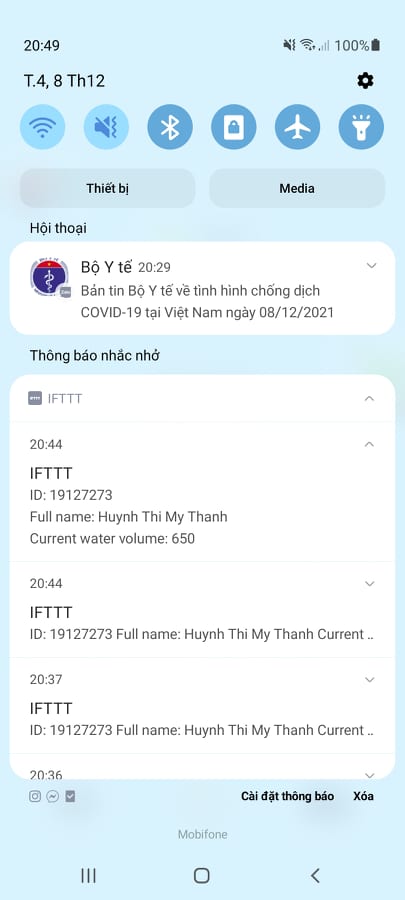 20:49
100%
T.4, 8 Th12
Thiết bị
Media
Hội thoại
Bộ Y tế 20:29
Bản tin Bộ Y tế về tình hình chống dịch
COVID-19 tại Việt Nam ngày 08/12/2021
Thông báo nhắc nhở
IFTTT
20:44
IFTTT
ID: 19127273
Full name: Huynh Thi My Thanh
Current water volume: 650
20:44
IFTTT
ID: 19127273 Full name: Huynh Thi My Thanh Current ..
20:37
IFTTT
ID: 19127273 Full name: Huynh Thi My Thanh Current ..
20:36
Cài đặt thông báo
Xóa
Mobifone